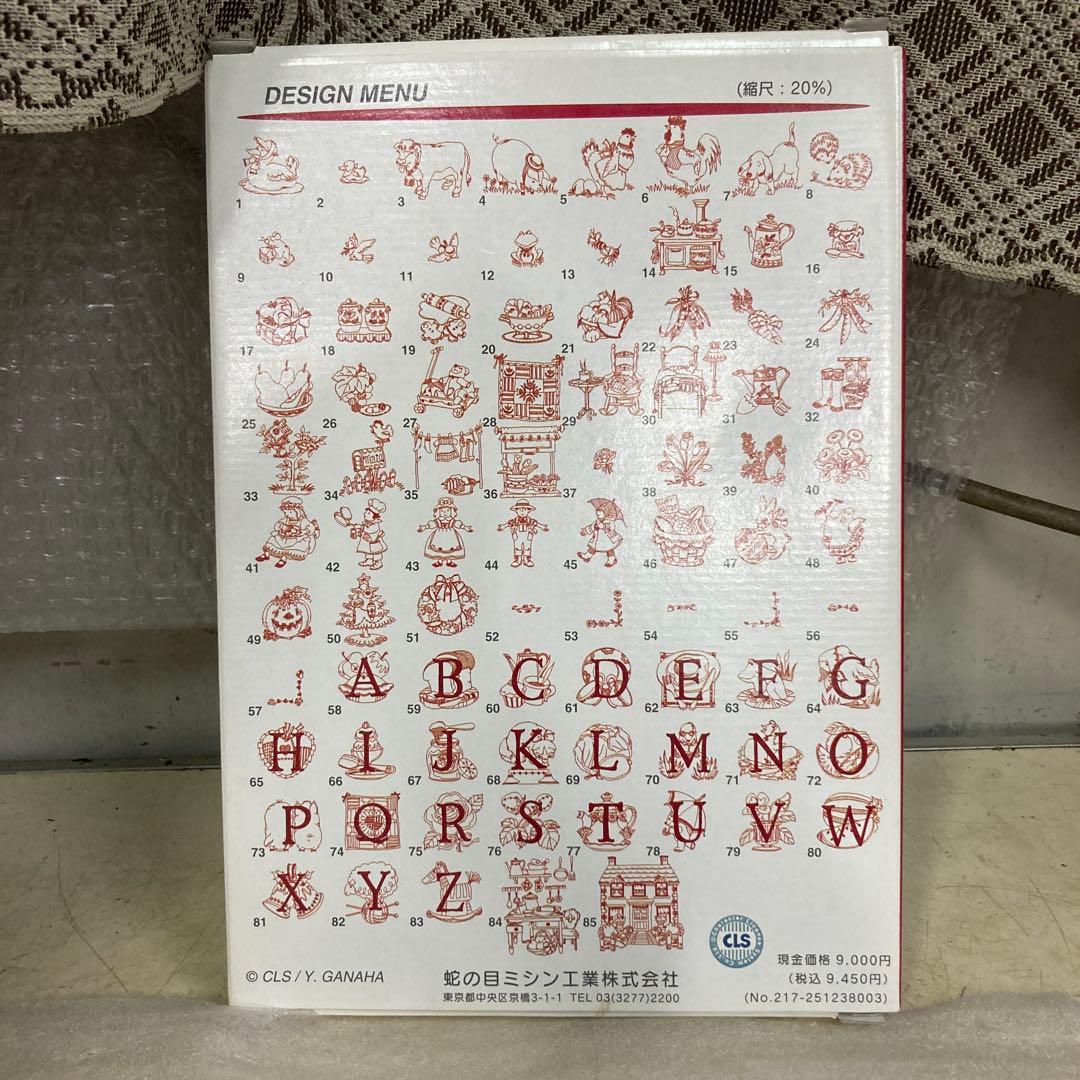 DESIGN MENU
(縮尺：20%)
1 2 3 4 5 6 7 8
9 10 11 12 13 14 15 16
17 18 19 20 21 22 23 24
25 26 27 28 29 30 31 32
33 34 35 36 37 38 39 40
41 42 43 44 45 46 47 48
49 50 51 52 53 54 55 56
A B C D E F G
57 58 59 60 61 62 63 64
H I J K L M N O
65 66 67 68 69 70 71 72
P Q R S T U V W
73 74 75 76 77 78 79 80
X Y Z
81 82 83 84 85
CLS
現金価格 9,000円
(税込 9,450円)
(No.217-251238003)
© CLS / Y. GANAHA
蛇の目ミシン工業株式会社
東京都中央区京橋3-1-1 TEL 03(3277)2200